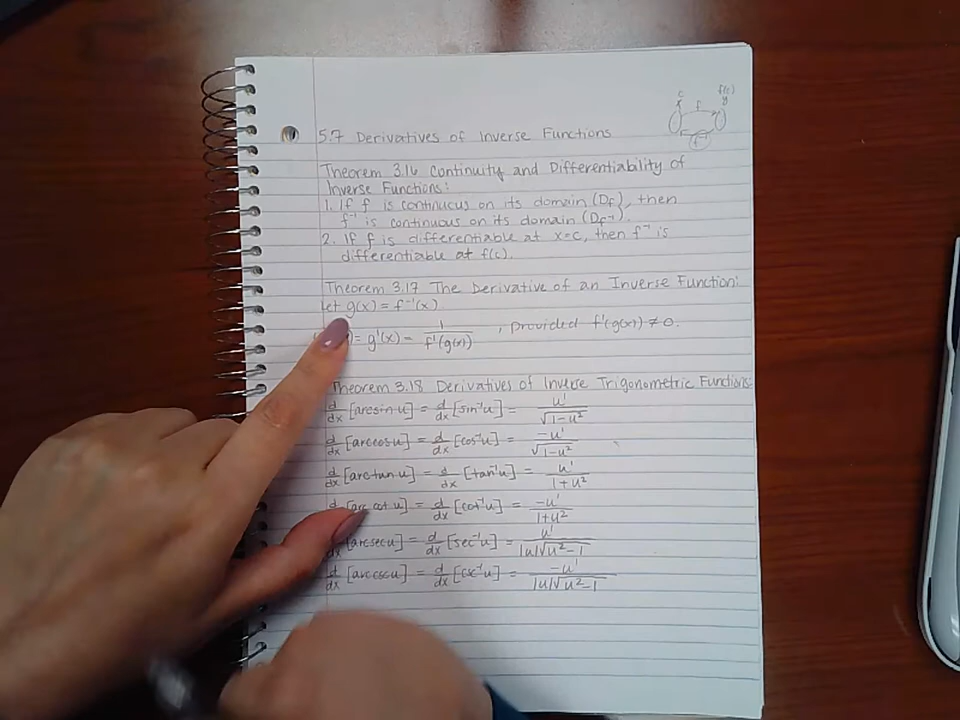 c
f(c)
f
y
f⁻¹
5.7 Derivatives of Inverse Functions
Theorem 3.16 Continuity and Differentiability of
Inverse Functions:
1. If f is continuous on its domain (Df), then
f⁻¹ is continuous on its domain (Df⁻¹).
2. If f is differentiable at x=c, then f⁻¹ is
differentiable at f(c).
Theorem 3.17 The Derivative of an Inverse Function:
Let g(x) = f⁻¹(x)
= g'(x) = 1/f'(g(x)) , provided f'(g(x)) ≠ 0.
Theorem 3.18 Derivatives of Inverse Trigonometric Functions:
d/dx [arcsin u] = d/dx [sin⁻¹u] = u'/√(1-u²)
d/dx [arccos u] = d/dx [cos⁻¹u] = -u'/√(1-u²)
d/dx [arctan u] = d/dx [tan⁻¹u] = u'/(1+u²)
d/dx [arc cot u] = d/dx [cot⁻¹u] = -u'/(1+u²)
d/dx [arcsec u] = d/dx [sec⁻¹u] = u'/(|u|√(u²-1))
d/dx [arccsc u] = d/dx [csc⁻¹u] = -u'/(|u|√(u²-1))